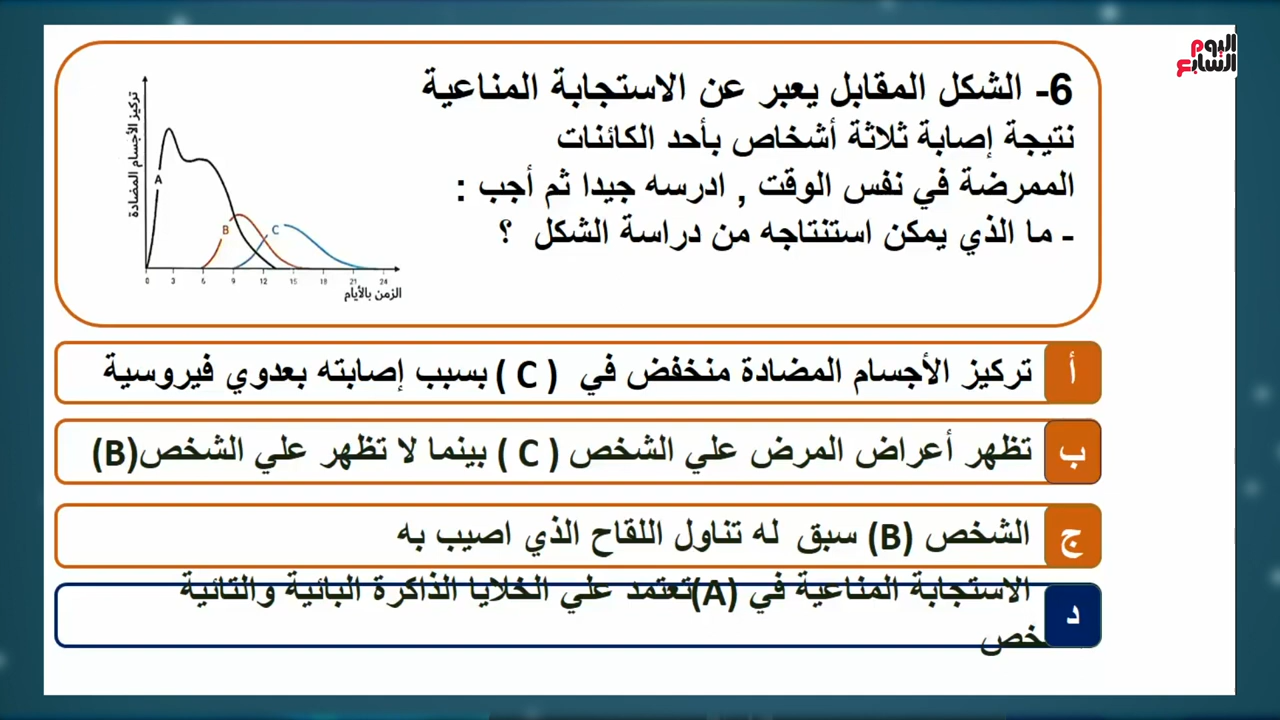 اليوم
السابع
6- الشكل المقابل يعبر عن الاستجابة المناعية
نتيجة إصابة ثلاثة أشخاص بأحد الكائنات
الممرضة في نفس الوقت , ادرسه جيدا ثم أجب :
- ما الذي يمكن استنتاجه من دراسة الشكل ؟
تركيز الأجسام المضادة
A
B
C
0 3 6 9 12 15 18 21 24
الزمن بالأيام
أ تركيز الأجسام المضادة منخفض في ( C ) بسبب إصابته بعدوي فيروسية
ب تظهر أعراض المرض علي الشخص ( C ) بينما لا تظهر علي الشخص(B)
ج الشخص (B) سبق له تناول اللقاح الذي اصيب به
د الاستجابة المناعية في (A)تعتمد علي الخلايا الذاكرة البائية والتائية
خص